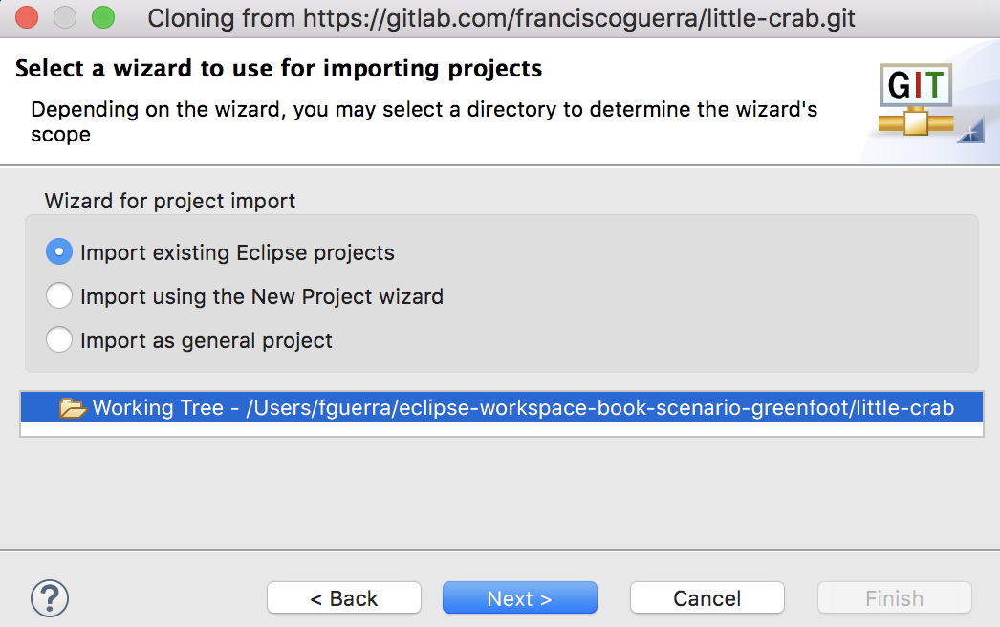 Cloning from https://gitlab.com/franciscoguerra/little-crab.git
Select a wizard to use for importing projects
Depending on the wizard, you may select a directory to determine the wizard's
scope
GIT
Wizard for project import
Import existing Eclipse projects
Import using the New Project wizard
Import as general project
Working Tree - /Users/fguerra/eclipse-workspace-book-scenario-greenfoot/little-crab
?
< Back
Next >
Cancel
Finish